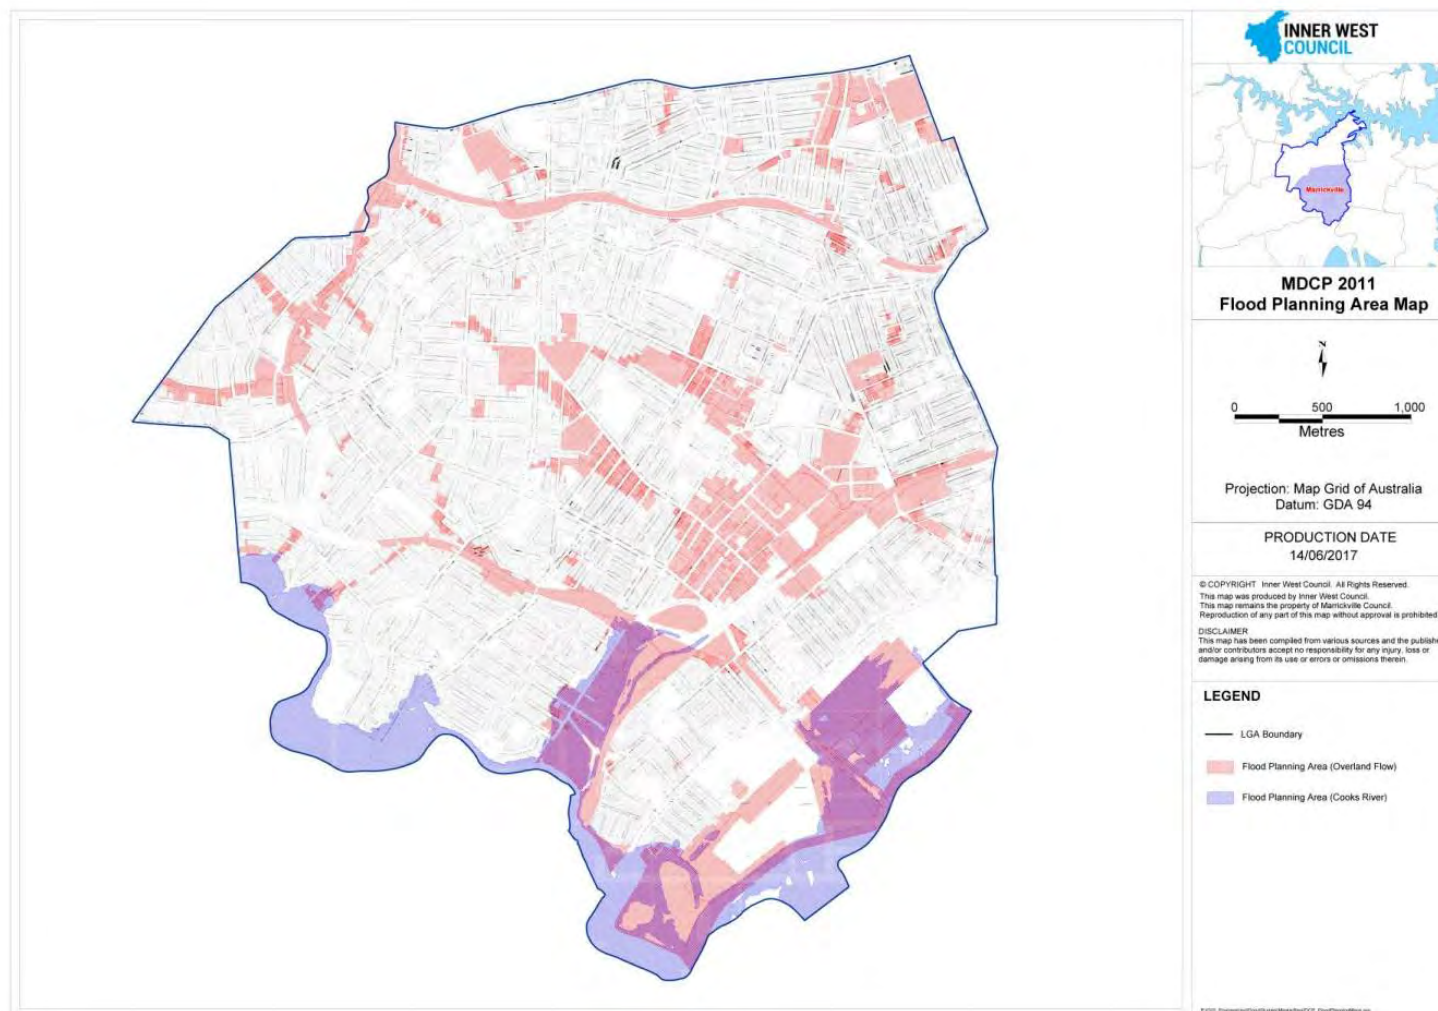 INNER WEST
COUNCIL
Marrickville
MDCP 2011
Flood Planning Area Map
N
0 500 1,000
Metres
Projection: Map Grid of Australia
Datum: GDA 94
PRODUCTION DATE
14/06/2017
© COPYRIGHT Inner West Council. All Rights Reserved.
This map was produced by Inner West Council.
This map remains the property of Marrickville Council.
Reproduction of any part of this map without approval is prohibited
DISCLAIMER
This map has been compiled from various sources and the publishe
and/or contributors accept no responsibility for any injury, loss or
damage arising from its use or errors or omissions therein.
LEGEND
LGA Boundary
Flood Planning Area (Overland Flow)
Flood Planning Area (Cooks River)